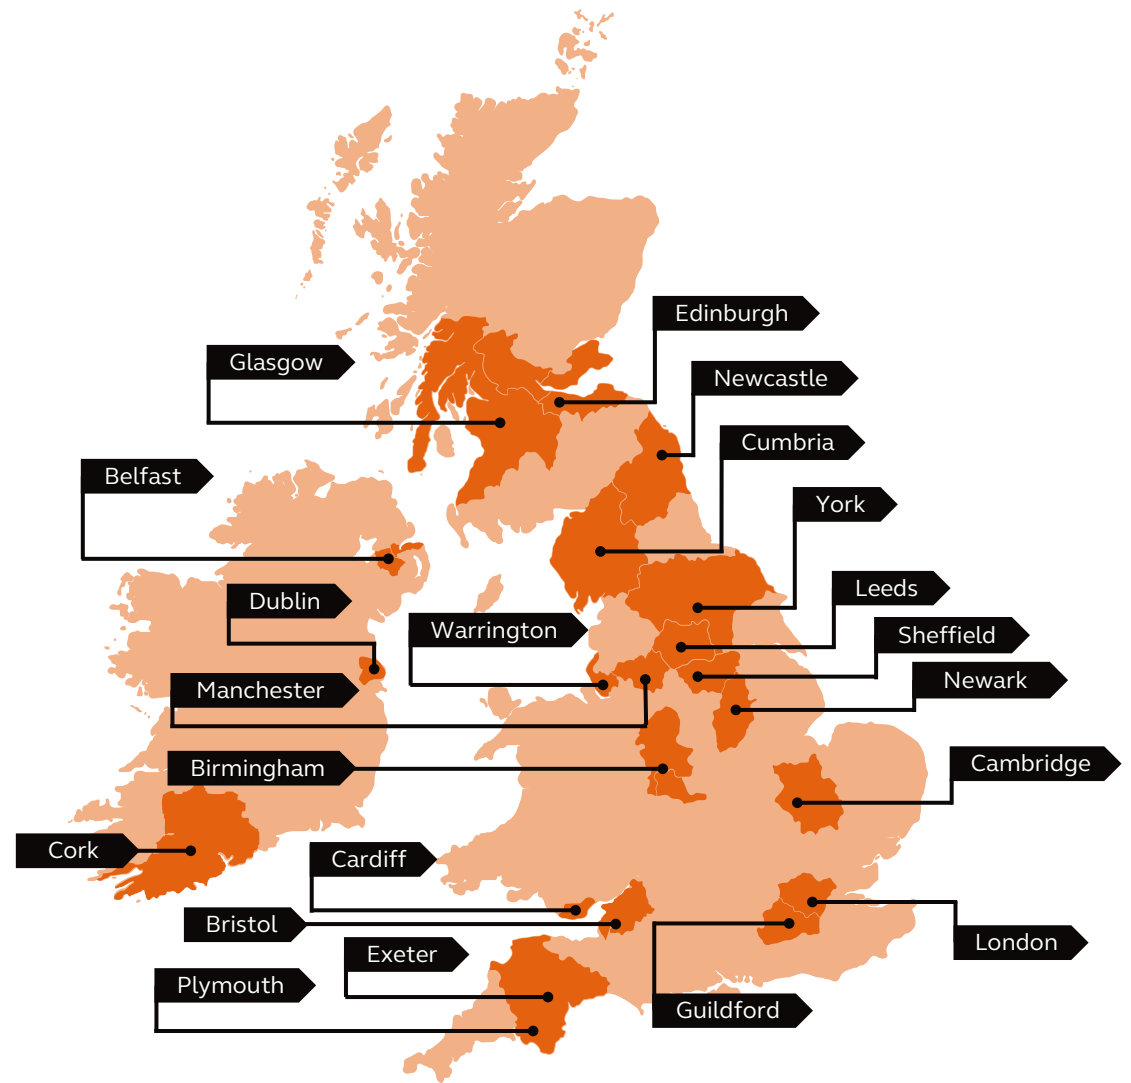 Edinburgh
Glasgow
Newcastle
Cumbria
Belfast
York
Leeds
Dublin
Warrington
Sheffield
Newark
Manchester
Cambridge
Birmingham
Cork
Cardiff
Bristol
London
Exeter
Plymouth
Guildford